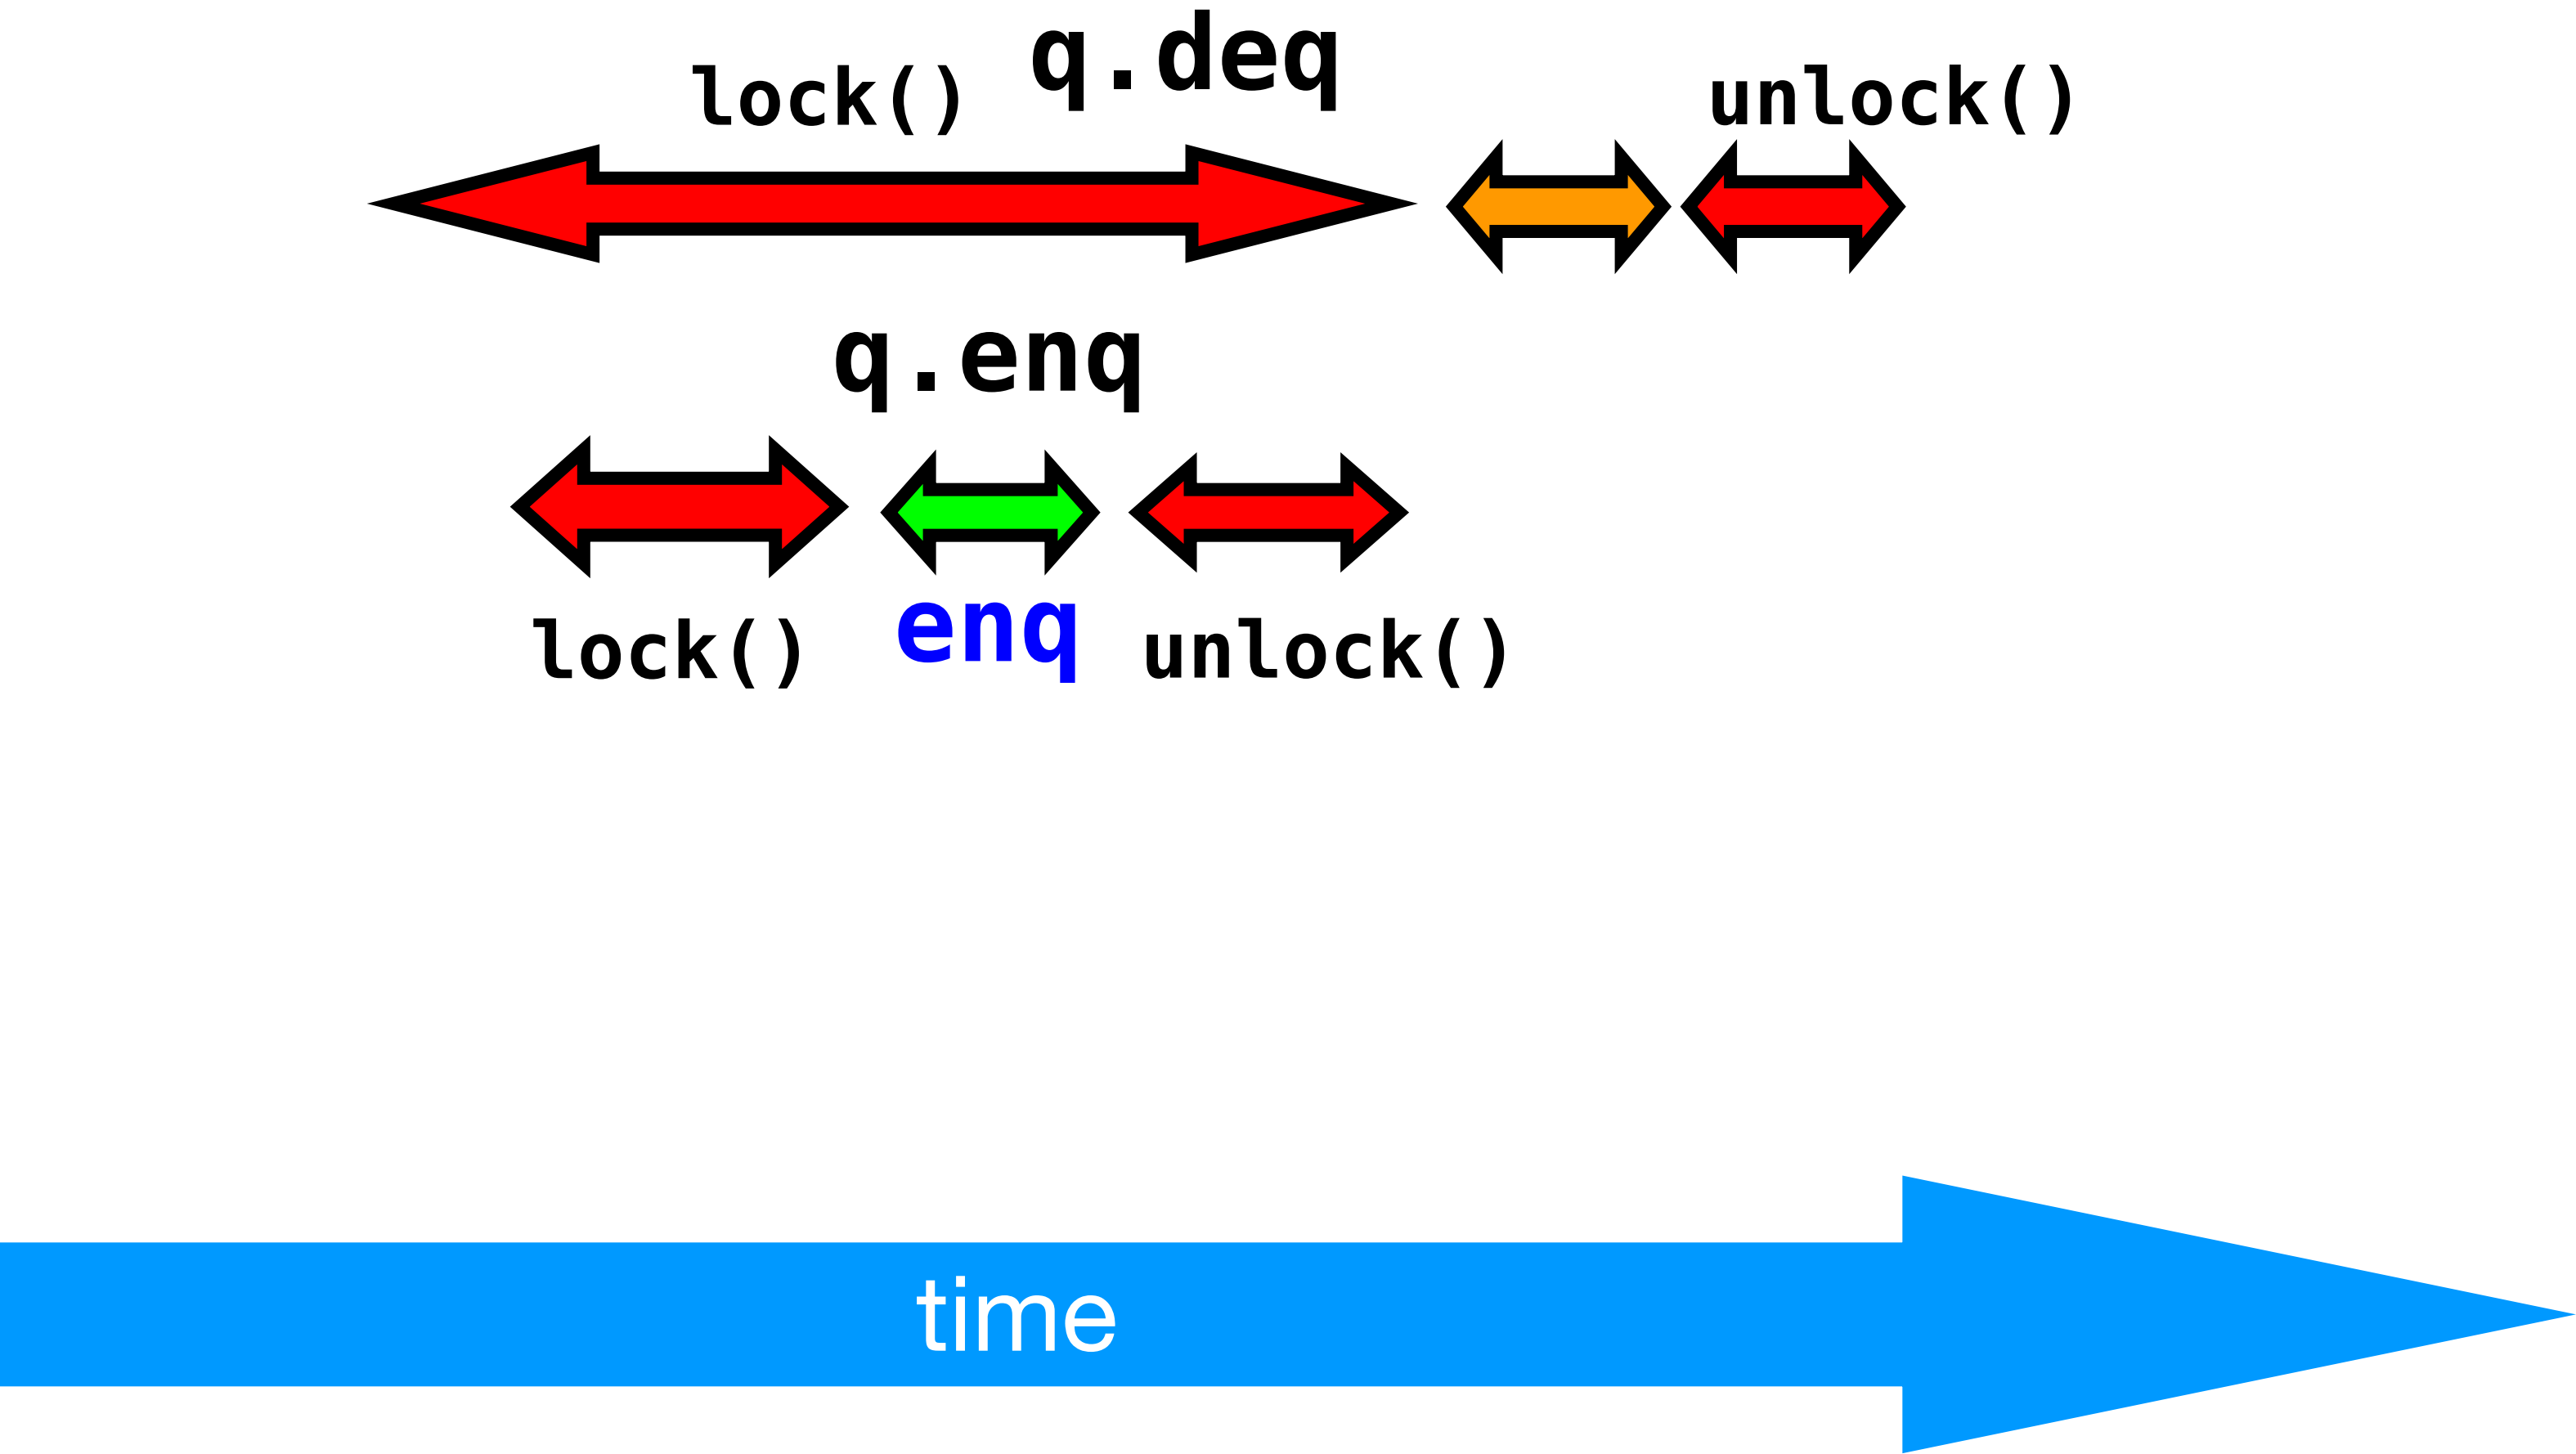 q.deq
lock() unlock()
q.enq
lock() enq unlock()
time